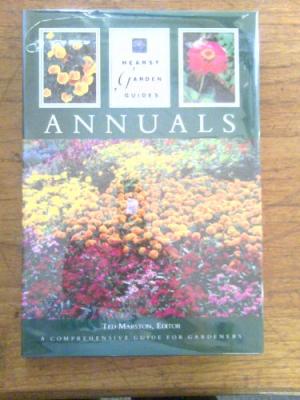 HEARST
GARDEN
GUIDES
ANNUALS
TED MARSTON, EDITOR
A COMPREHENSIVE GUIDE FOR GARDENERS